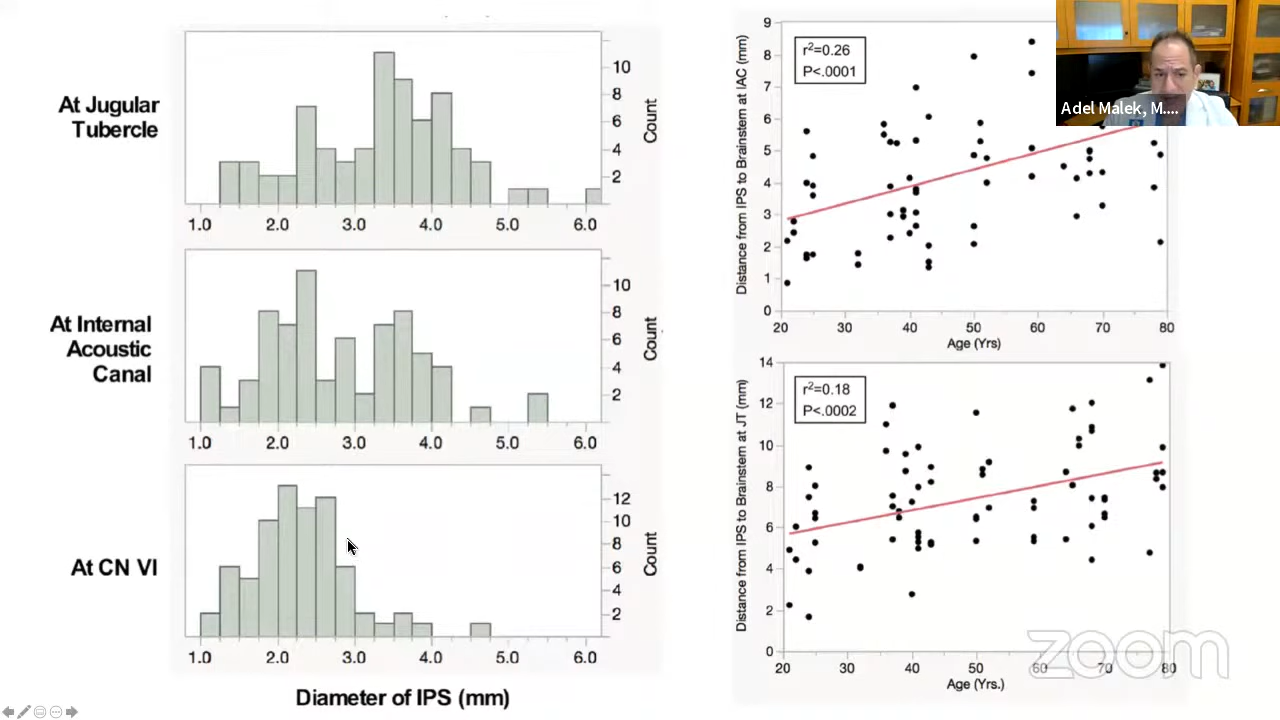 At Jugular
Tubercle
10
8
6
4
2
Count
1.0 2.0 3.0 4.0 5.0 6.0
At Internal
Acoustic
Canal
10
8
6
4
2
Count
1.0 2.0 3.0 4.0 5.0 6.0
At CN VI
12
10
8
6
4
2
Count
1.0 2.0 3.0 4.0 5.0 6.0
Diameter of IPS (mm)
Distance from IPS to Brainstem at IAC (mm)
9
8
7
6
5
4
3
2
1
0
r²=0.26
P<.0001
20 30 40 50 60 70 80
Age (Yrs)
Distance from IPS to Brainstem at JT (mm)
14
12
10
8
6
4
2
0
r²=0.18
P<.0002
20 30 40 50 60 70 80
Age (Yrs.)
Adel Malek, M....
zoom